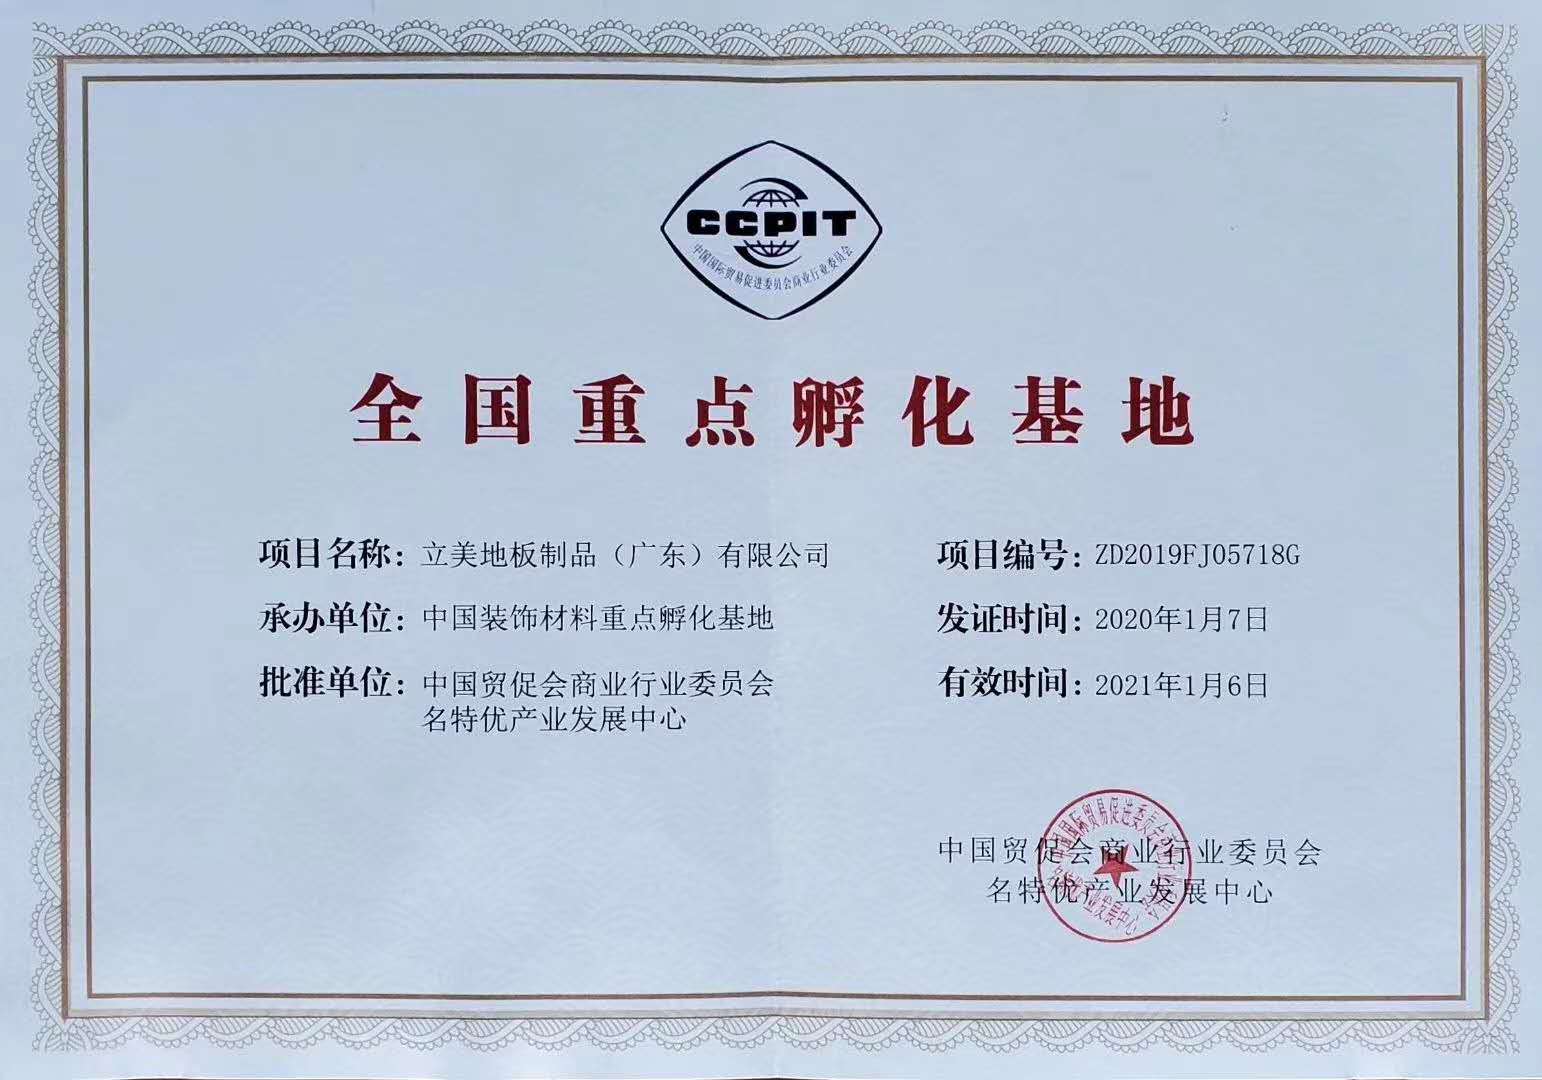 CCPIT
中国国际贸易促进委员会商业行业委员会
全国重点孵化基地
项目名称：立美地板制品（广东）有限公司
项目编号：ZD2019FJ05718G
承办单位：中国装饰材料重点孵化基地
发证时间：2020年1月7日
批准单位：中国贸促会商业行业委员会
名特优产业发展中心
有效时间：2021年1月6日
中国贸促会商业行业委员会
名特优产业发展中心